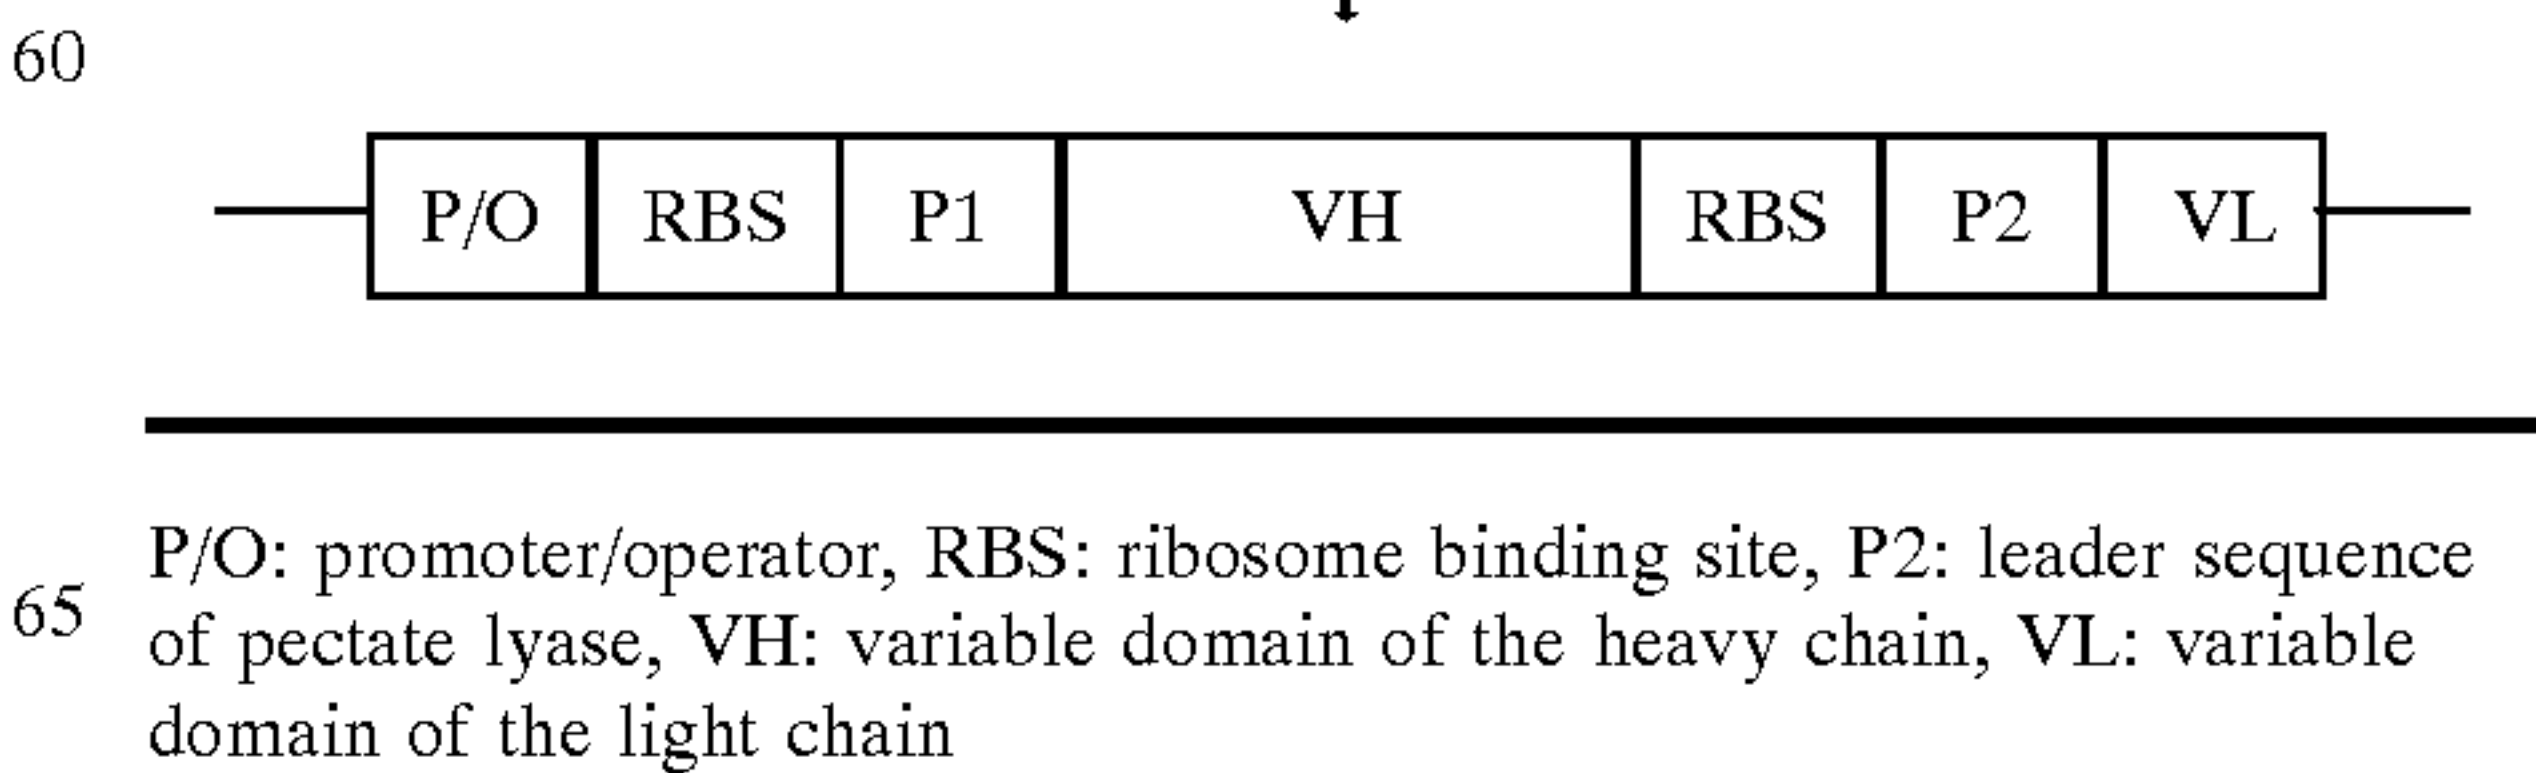 60
P/O RBS P1 VH RBS P2 VL
P/O: promoter/operator, RBS: ribosome binding site, P2: leader sequence
65
of pectate lyase, VH: variable domain of the heavy chain, VL: variable
domain of the light chain